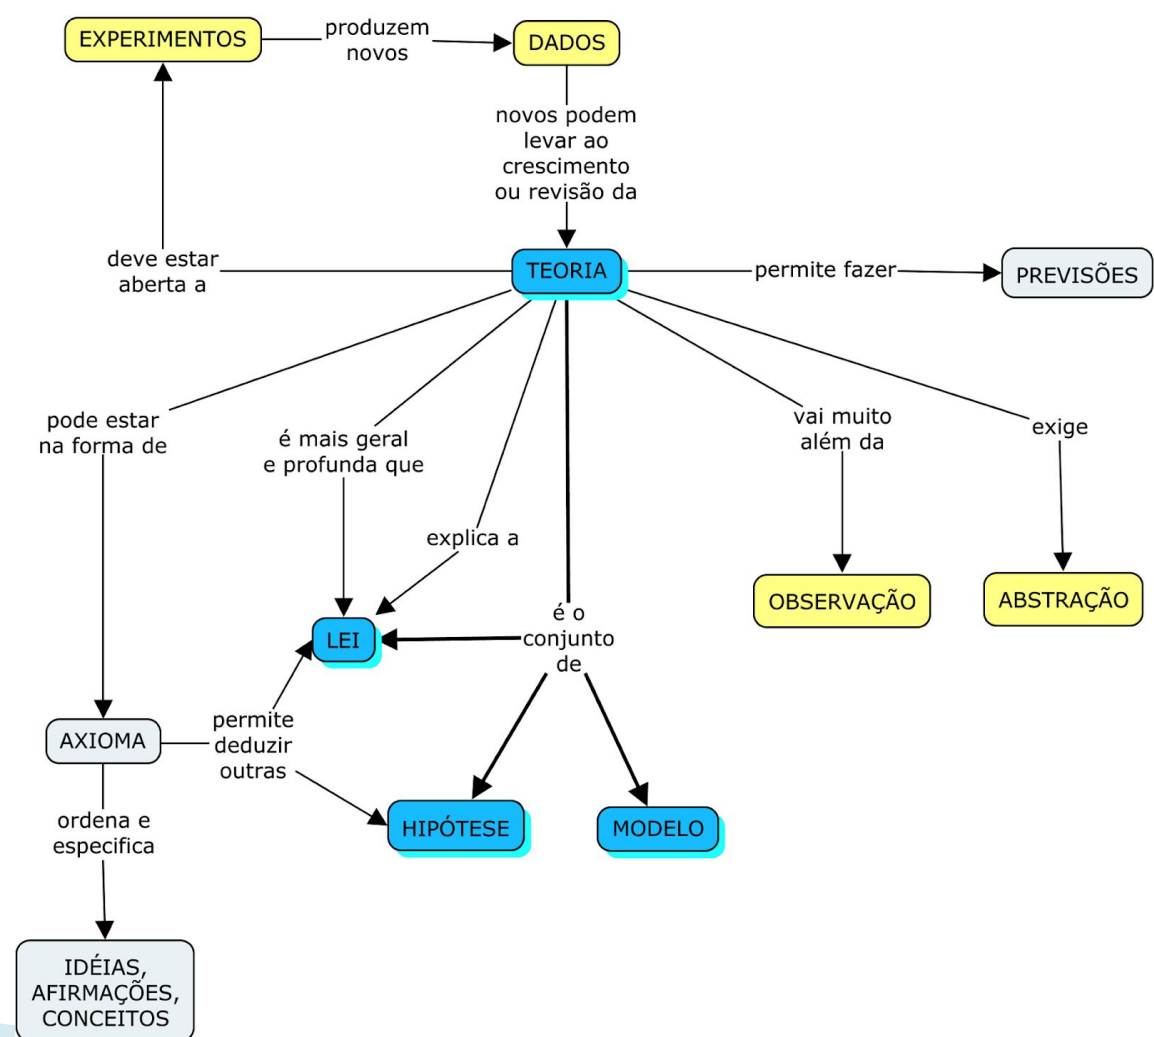 EXPERIMENTOS
produzem
novos
DADOS
novos podem
levar ao
crescimento
ou revisão da
deve estar
aberta a
TEORIA
permite fazer
PREVISÕES
pode estar
na forma de
é mais geral
e profunda que
explica a
vai muito
além da
exige
é o
conjunto
de
OBSERVAÇÃO
ABSTRAÇÃO
LEI
AXIOMA
permite
deduzir
outras
HIPÓTESE
MODELO
ordena e
especifica
IDÉIAS,
AFIRMAÇÕES,
CONCEITOS